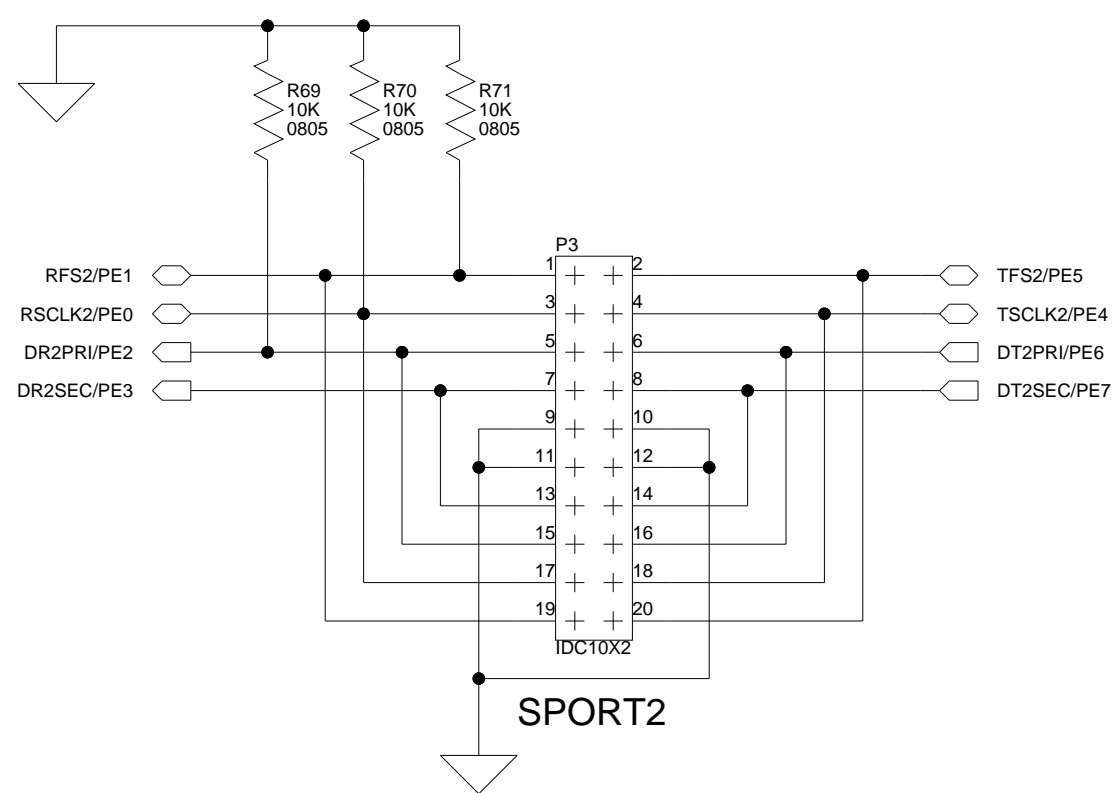 R69
10K
0805
R70
10K
0805
R71
10K
0805
P3
RFS2/PE1 1 2 TFS2/PE5
RSCLK2/PE0 3 4 TSCLK2/PE4
DR2PRI/PE2 5 6 DT2PRI/PE6
DR2SEC/PE3 7 8 DT2SEC/PE7
9 10
11 12
13 14
15 16
17 18
19 20
IDC10X2
SPORT2